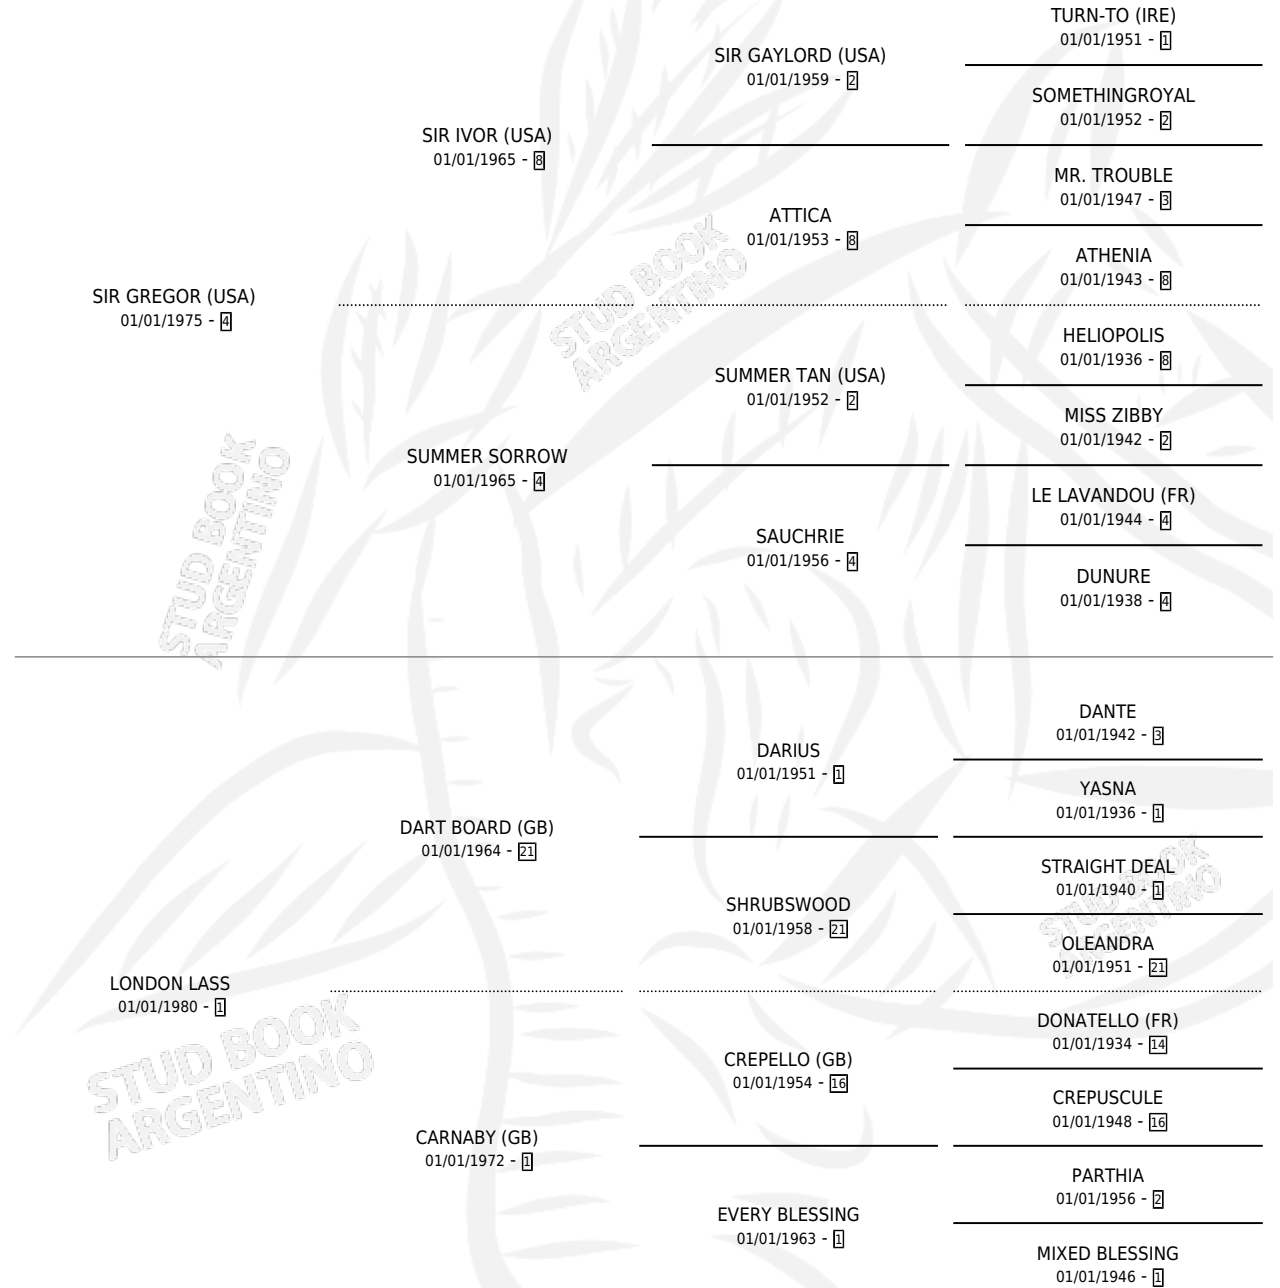 TURN-TO (IRE)
01/01/1951 - 1
SIR GAYLORD (USA)
01/01/1959 - 2
SOMETHINGROYAL
01/01/1952 - 2
SIR IVOR (USA)
01/01/1965 - 8
MR. TROUBLE
01/01/1947 - 3
ATTICA
01/01/1953 - 8
ATHENIA
01/01/1943 - 8
SIR GREGOR (USA)
01/01/1975 - 4
HELIOPOLIS
01/01/1936 - 8
SUMMER TAN (USA)
01/01/1952 - 2
MISS ZIBBY
01/01/1942 - 2
SUMMER SORROW
01/01/1965 - 4
LE LAVANDOU (FR)
01/01/1944 - 4
SAUCHRIE
01/01/1956 - 4
DUNURE
01/01/1938 - 4
DANTE
01/01/1942 - 3
DARIUS
01/01/1951 - 1
YASNA
01/01/1936 - 1
DART BOARD (GB)
01/01/1964 - 21
STRAIGHT DEAL
01/01/1940 - 1
SHRUBSWOOD
01/01/1958 - 21
OLEANDRA
01/01/1951 - 21
LONDON LASS
01/01/1980 - 1
DONATELLO (FR)
01/01/1934 - 14
CREPELLO (GB)
01/01/1954 - 16
CREPUSCULE
01/01/1948 - 16
CARNABY (GB)
01/01/1972 - 1
PARTHIA
01/01/1956 - 2
EVERY BLESSING
01/01/1963 - 1
MIXED BLESSING
01/01/1946 - 1
STUD BOOK
ARGENTINO
STUD BOOK
ARGENTINO
STUD BOOK
ARGENTINO
STUD BOOK
ARGENTINO